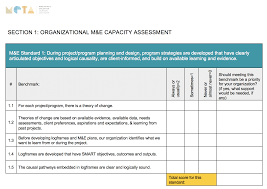 META
SECTION 1: ORGANIZATIONAL M&E CAPACITY ASSESSMENT
M&E Standard 1: During project/program planning and design, program strategies are developed that have clearly
articulated objectives and logical causality, are client-informed, and build on available learning and evidence.
#
Benchmark:
Always or mostly=2
Sometimes=1
Never or almost never=0
Should meeting this
benchmark be a priority
for your organization?
(If yes, what support
would be needed, if
any)
1.1
For each project/program, there is a theory of change.
1.2
Theories of change are based on available evidence, available data, needs
assessments, client preferences, aspirations and experience, & learning from
past projects.
1.3
Before developing logframes and M&E plans, our organization identifies what we
want to learn from or during the project.
1.4
Logframes are developed that have SMART objectives, outcomes and outputs.
1.5
The causal pathways embedded in logframes are clear and logically sound.
Total score for this
standard: